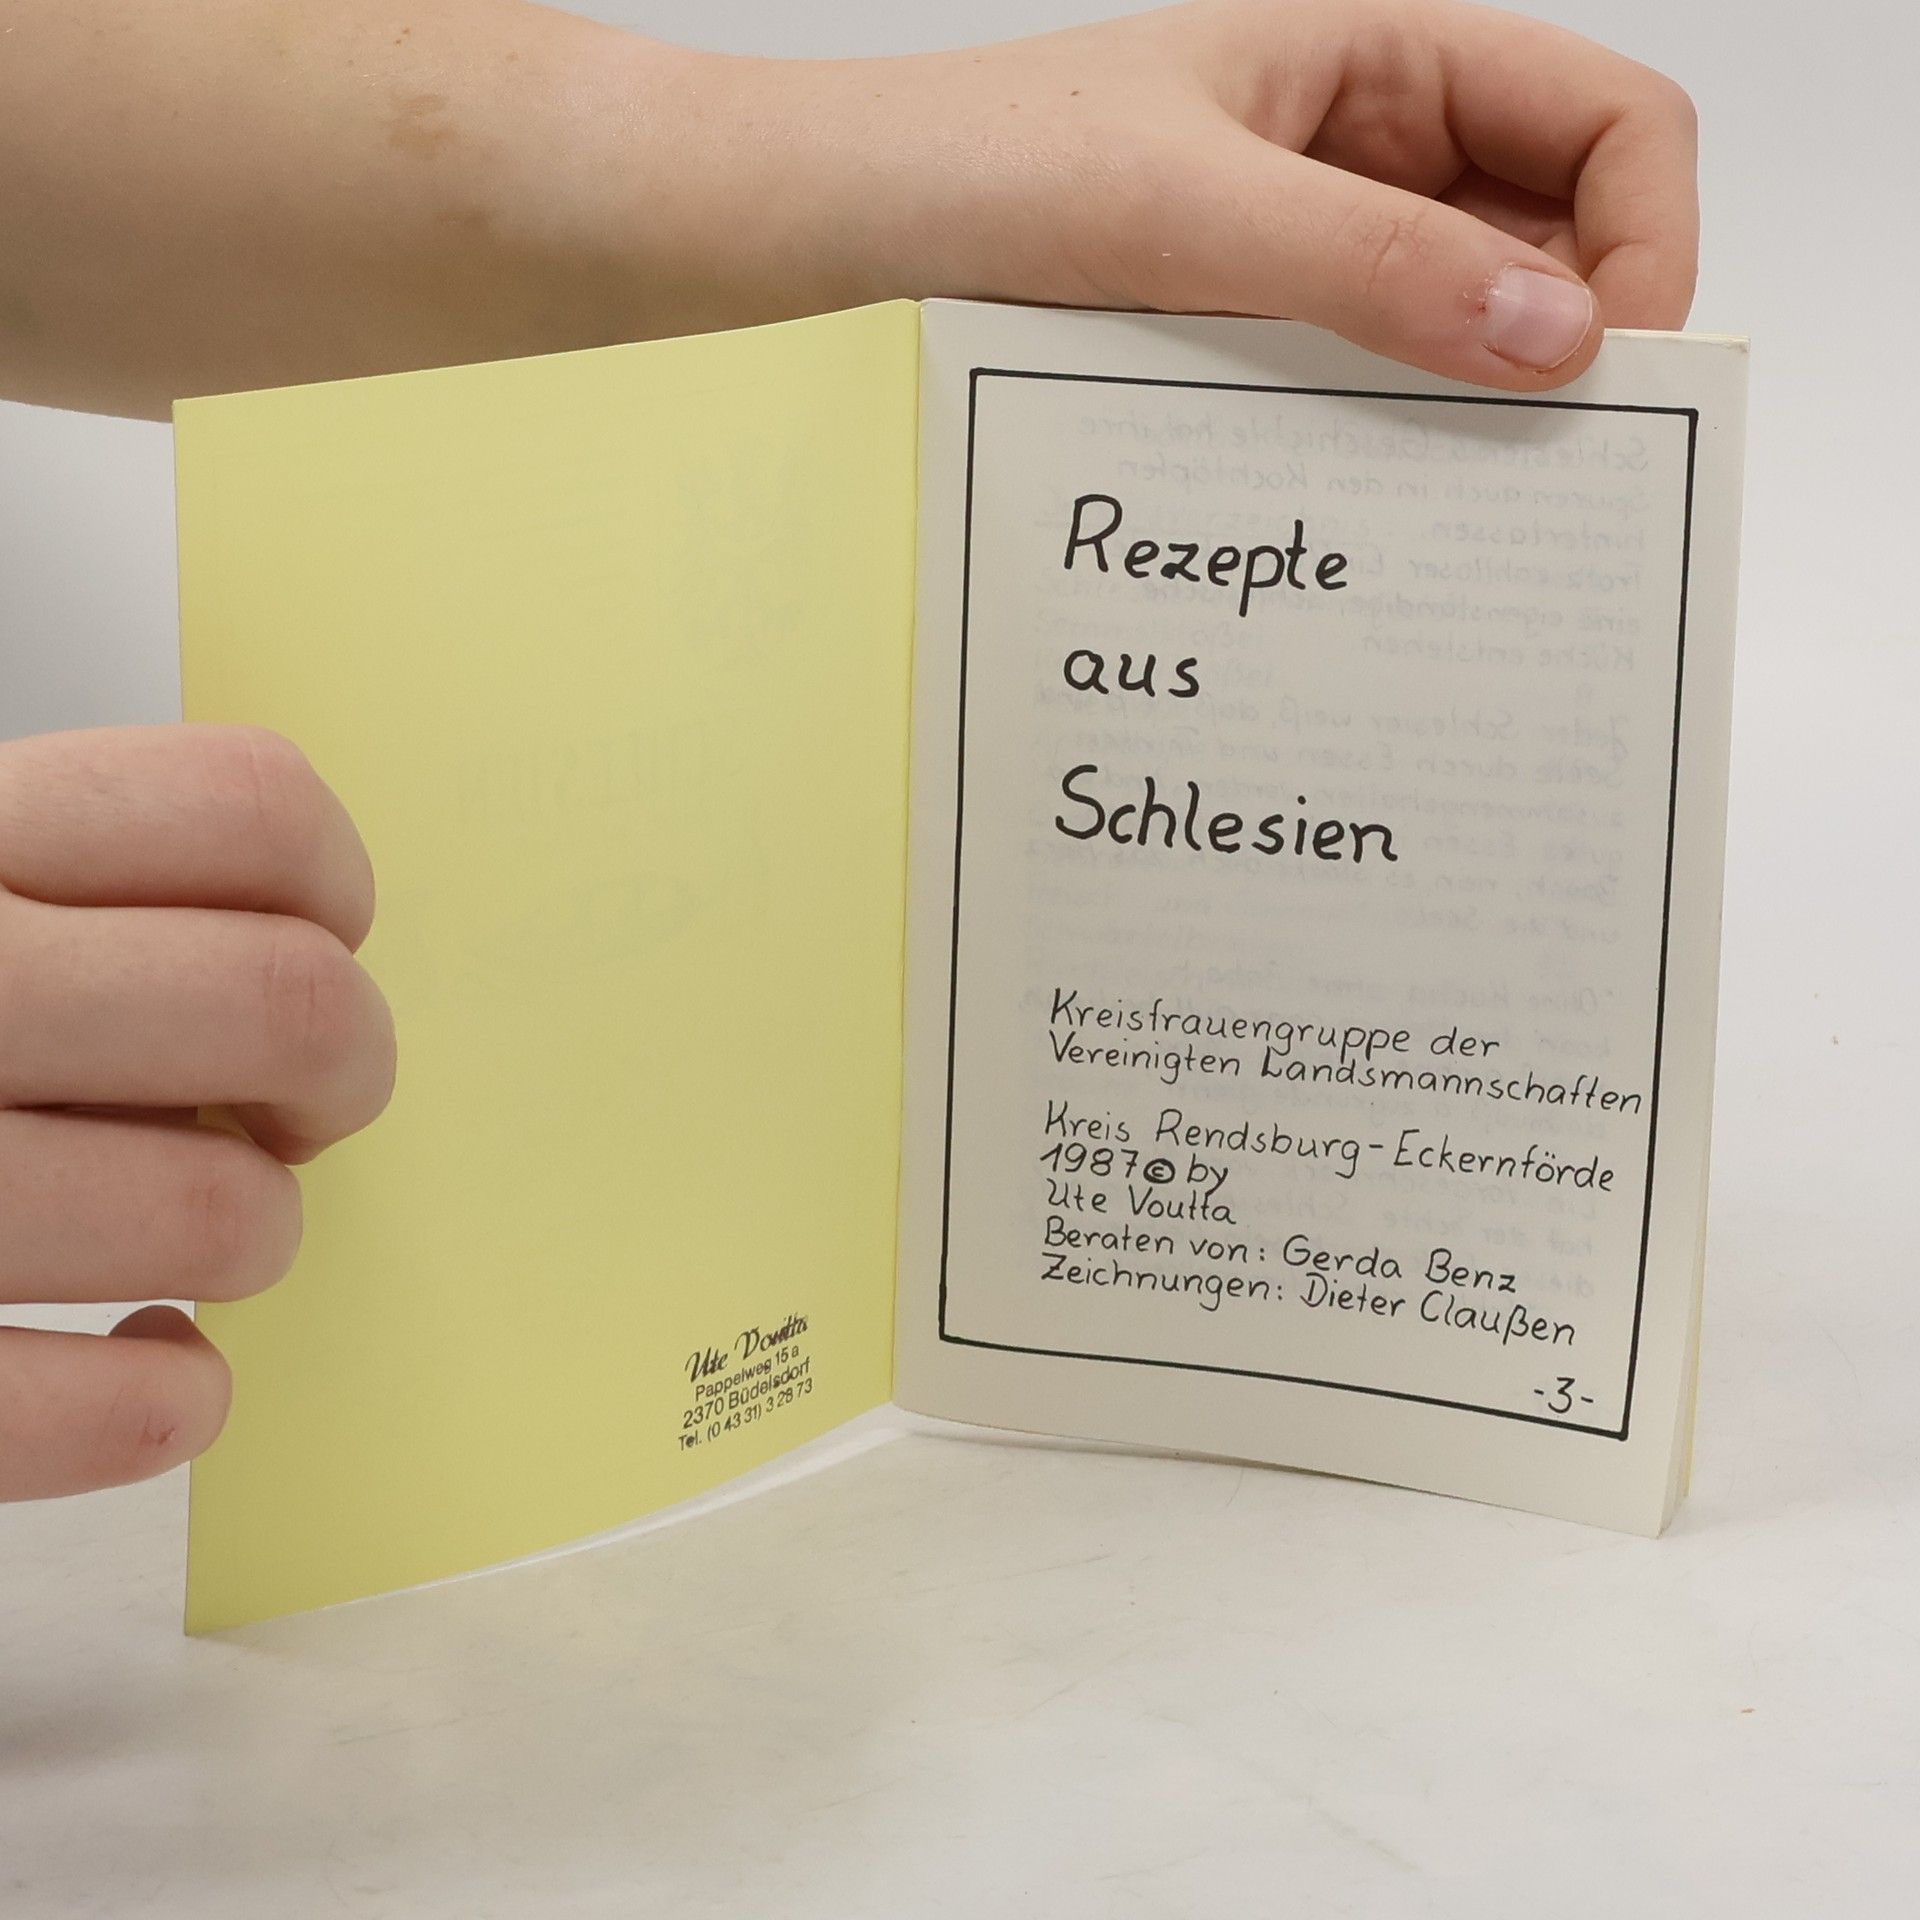 Ute Voutta
Pappelweg 15 a
2370 Büdelsdorf
Tel. (0 43 31) 3 28 73
Rezepte
aus
Schlesien
Kreisfrauengruppe der
Vereinigten Landsmannschaften
Kreis Rendsburg-Eckernförde
1987 © by
Ute Voutta
Beraten von: Gerda Benz
Zeichnungen: Dieter Claußen
-3-